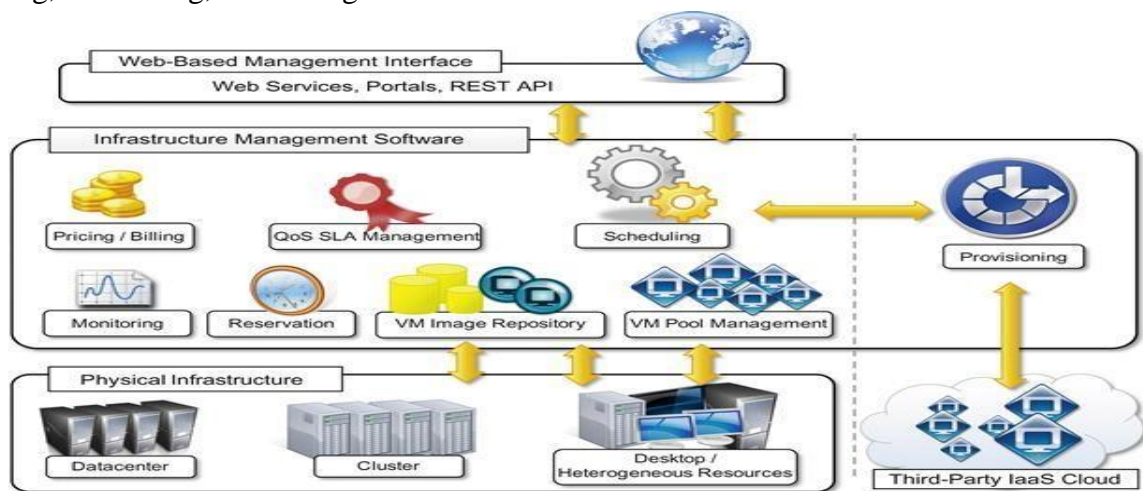 Web-Based Management Interface
Web Services, Portals, REST API
Infrastructure Management Software
Pricing / Billing
QoS SLA Management
Scheduling
Provisioning
Monitoring
Reservation
VM Image Repository
VM Pool Management
Physical Infrastructure
Datacenter
Cluster
Desktop /
Heterogeneous Resources
Third-Party IaaS Cloud